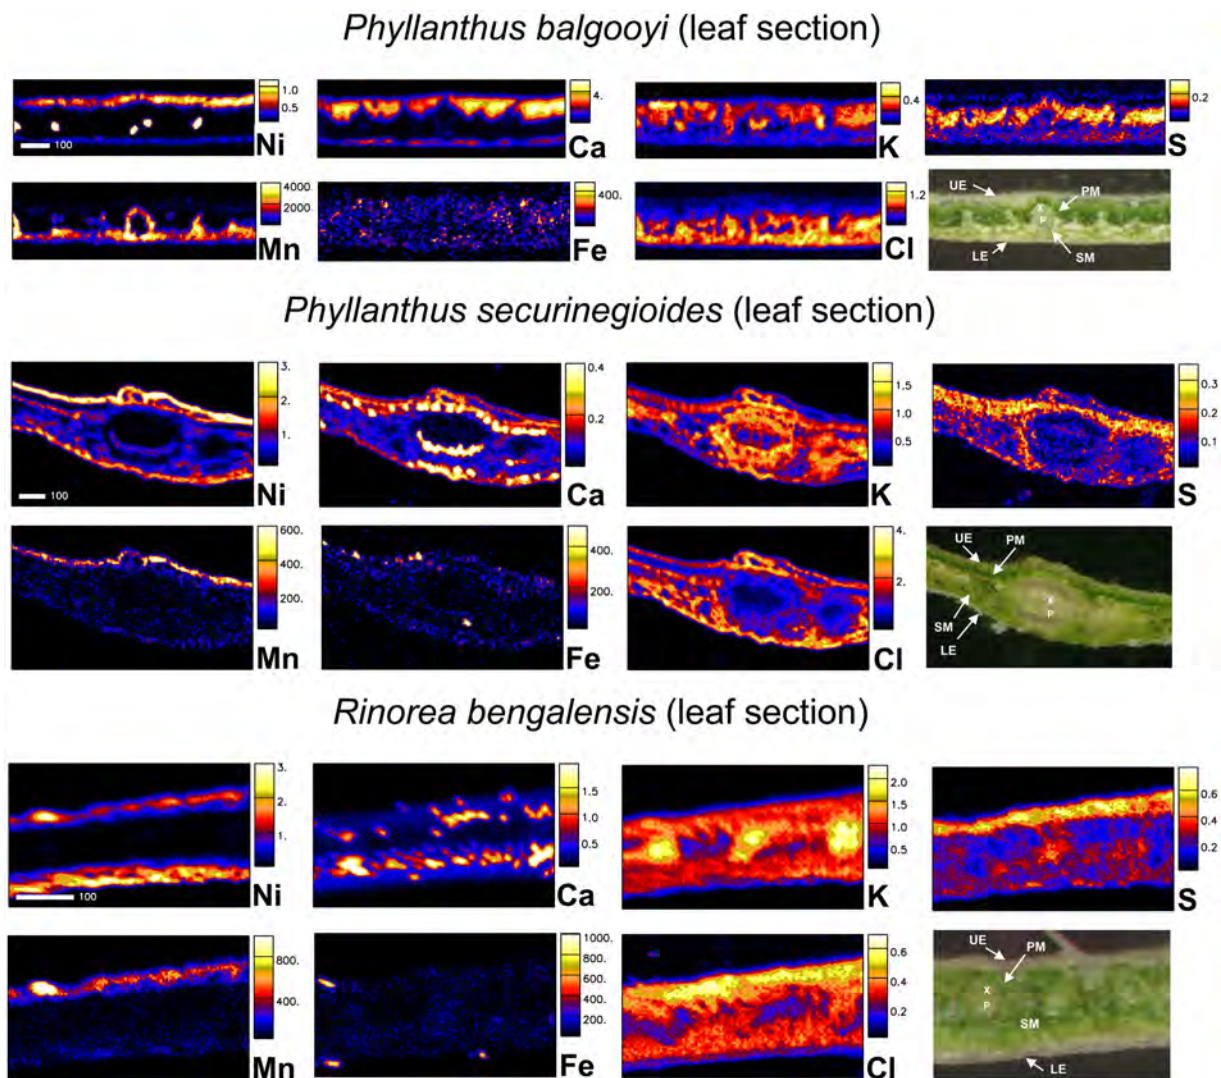 Phyllanthus balgooyi (leaf section)
1.0
0.5
100
Ni
4.
Ca
0.4
K
0.2
S
4000
2000
Mn
400.
Fe
1.2
Cl
UE
PM
X
P
LE
SM
Phyllanthus securinegioides (leaf section)
3.
2.
1.
100
Ni
0.4
0.2
Ca
1.5
1.0
0.5
K
0.3
0.2
0.1
S
600.
400.
200.
Mn
400.
200.
Fe
4.
2.
Cl
UE
PM
X
P
SM
LE
Rinorea bengalensis (leaf section)
3.
2.
1.
100
Ni
1.5
1.0
0.5
Ca
2.0
1.5
1.0
0.5
K
0.6
0.4
0.2
S
800.
400.
Mn
1000.
800.
600.
400.
200.
Fe
0.6
0.4
0.2
Cl
UE
PM
X
P
SM
LE